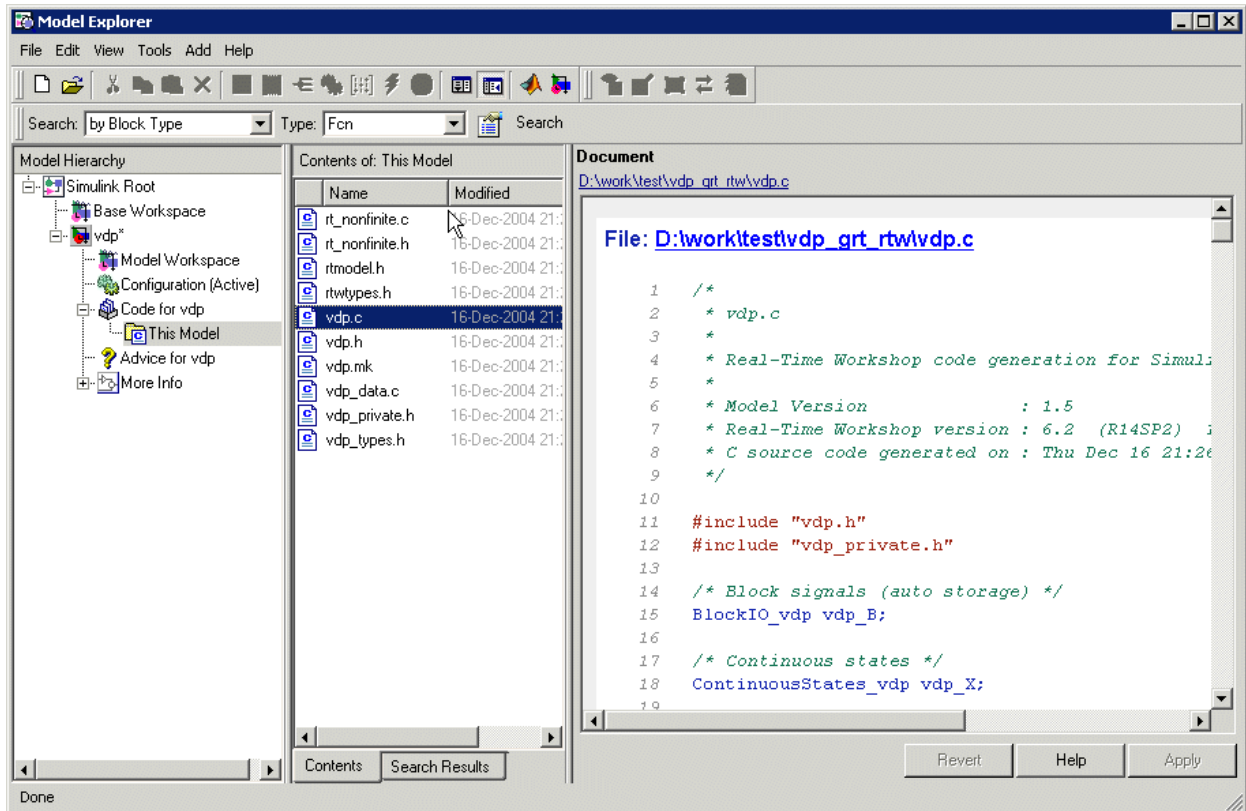 Model Explorer
File Edit View Tools Add Help
Search: by Block Type Type: Fcn Search
Model Hierarchy
Simulink Root
Base Workspace
vdp*
Model Workspace
Configuration (Active)
Code for vdp
This Model
Advice for vdp
More Info
Contents of: This Model
Name Modified
rt_nonfinite.c 16-Dec-2004 21:
rt_nonfinite.h 16-Dec-2004 21:
rtmodel.h 16-Dec-2004 21:
rtwtypes.h 16-Dec-2004 21:
vdp.c 16-Dec-2004 21:
vdp.h 16-Dec-2004 21:
vdp.mk 16-Dec-2004 21:
vdp_data.c 16-Dec-2004 21:
vdp_private.h 16-Dec-2004 21:
vdp_types.h 16-Dec-2004 21:
Contents Search Results
Document
D:\work\test\vdp_grt_rtw\vdp.c
File: D:\work\test\vdp_grt_rtw\vdp.c
1 /*
2 * vdp.c
3 *
4 * Real-Time Workshop code generation for Simuli
5 *
6 * Model Version : 1.5
7 * Real-Time Workshop version : 6.2 (R14SP2)
8 * C source code generated on : Thu Dec 16 21:26
9 */
10
11 #include "vdp.h"
12 #include "vdp_private.h"
13
14 /* Block signals (auto storage) */
15 BlockIO_vdp vdp_B;
16
17 /* Continuous states */
18 ContinuousStates_vdp vdp_X;
19
Revert Help Apply
Done